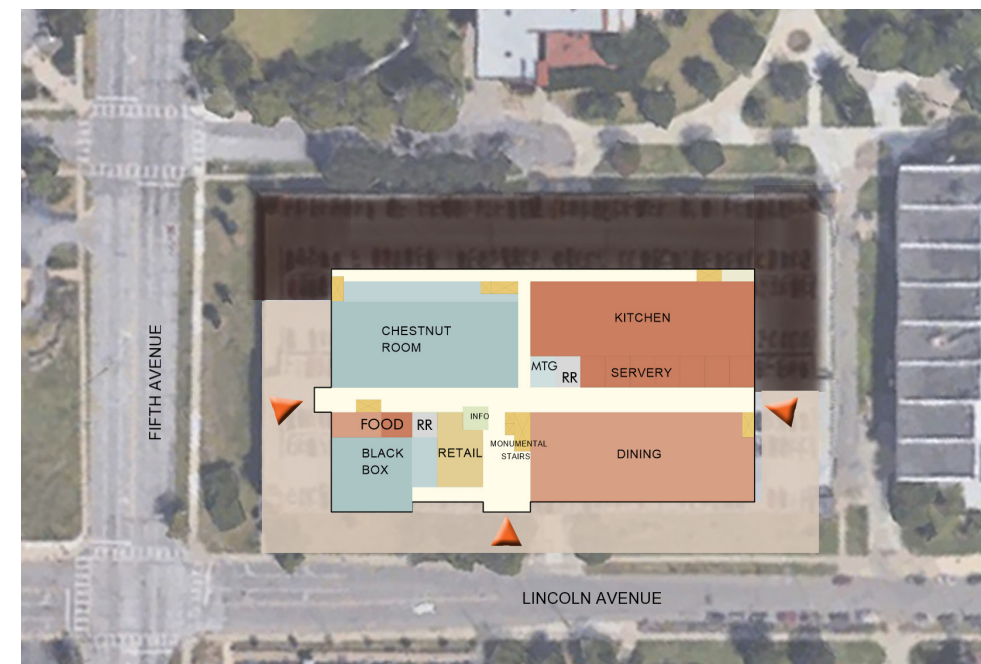 KITCHEN
CHESTNUT
ROOM
MTG
RR
SERVERY
FIFTH AVENUE
INFO
FOOD
RR
MONUMENTAL
STAIRS
BLACK
BOX
RETAIL
DINING
LINCOLN AVENUE